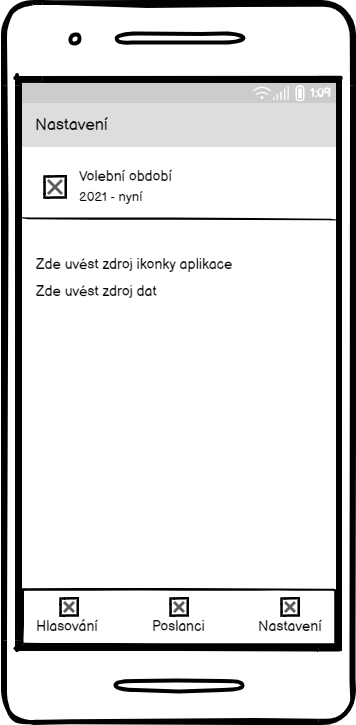 1:09
Nastavení
Volební období
2021 - nyní
Zde uvést zdroj ikonky aplikace
Zde uvést zdroj dat
Hlasování
Poslanci
Nastavení